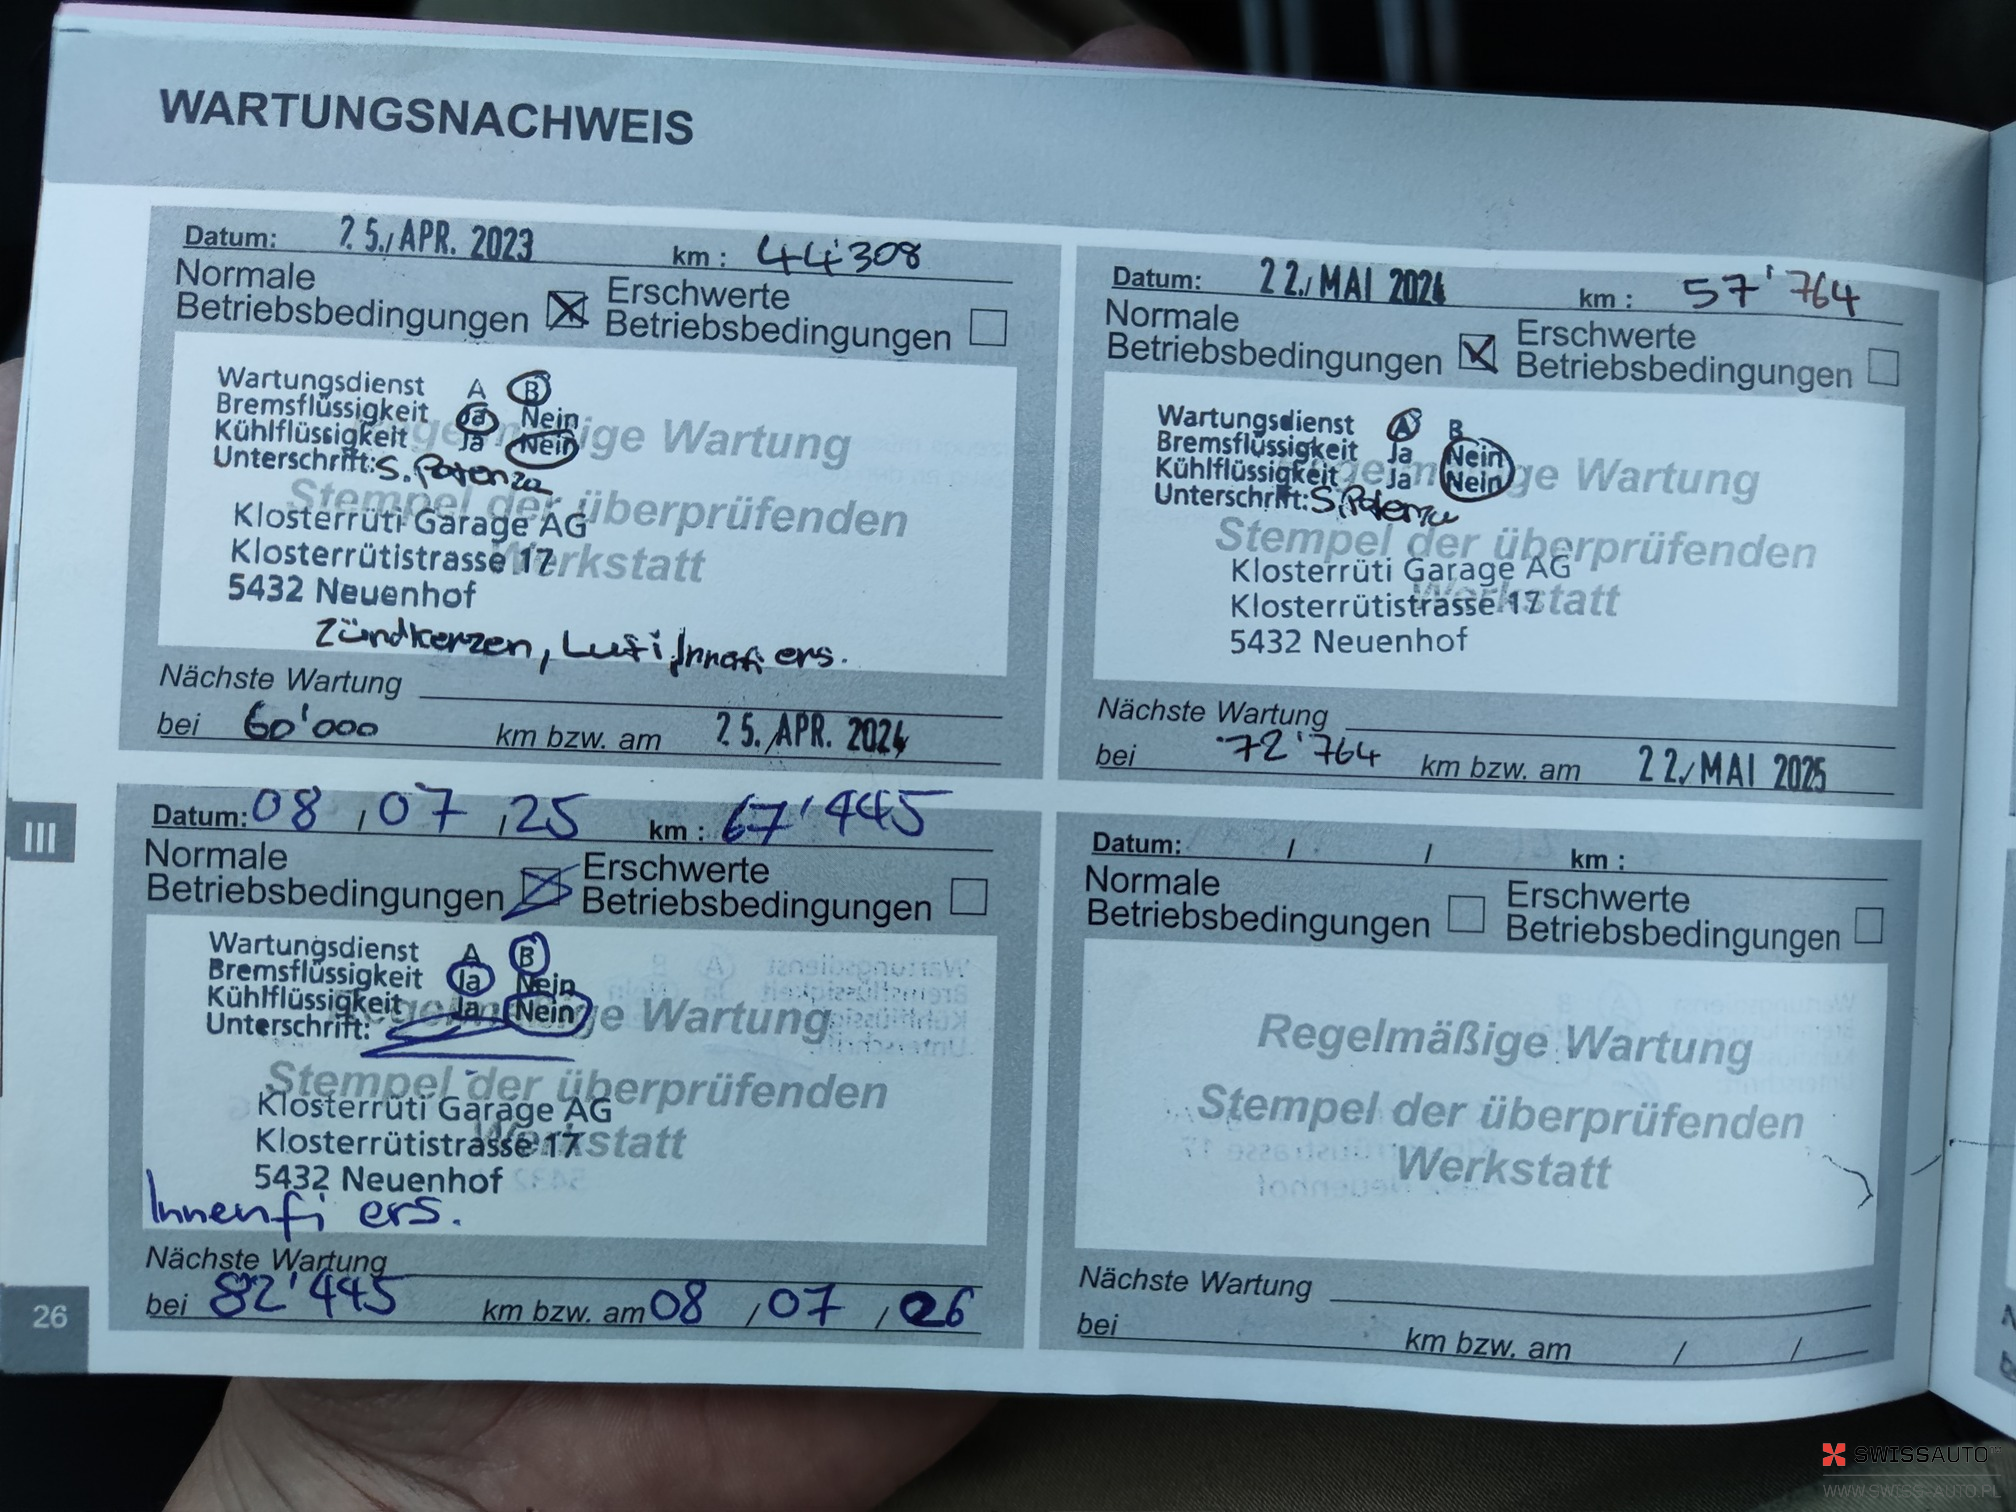 WARTUNGSNACHWEIS
Datum: 25. APR. 2023 km : 44'308
Normale Betriebsbedingungen Erschwerte Betriebsbedingungen
Wartungsdienst A B
Bremsflüssigkeit Ja Nein
Kühlflüssigkeit Ja Nein
Unterschrift: S. Potenza
Regelmäßige Wartung
Stempel der überprüfenden
Werkstatt
Klosterrüti Garage AG
Klosterrütistrasse 17
5432 Neuenhof
Zündkerzen, Lufi, Innenfi ers.
Nächste Wartung
bei 60'000 km bzw. am 25. APR. 2024
Datum: 22. MAI 2024 km : 57'764
Normale Betriebsbedingungen Erschwerte Betriebsbedingungen
Wartungsdienst A B
Bremsflüssigkeit Ja Nein
Kühlflüssigkeit Ja Nein
Unterschrift: S. Potenza
Regelmäßige Wartung
Stempel der überprüfenden
Werkstatt
Klosterrüti Garage AG
Klosterrütistrasse 17
5432 Neuenhof
Nächste Wartung
bei 72'764 km bzw. am 22. MAI 2025
III
Datum: 08 / 07 / 25 km : 67'445
Normale Betriebsbedingungen Erschwerte Betriebsbedingungen
Wartungsdienst A B
Bremsflüssigkeit Ja Nein
Kühlflüssigkeit Ja Nein
Unterschrift:
Regelmäßige Wartung
Stempel der überprüfenden
Werkstatt
Klosterrüti Garage AG
Klosterrütistrasse 17
5432 Neuenhof
Innenfi ers.
Nächste Wartung
bei 82'445 km bzw. am 08 / 07 / 26
Datum: / / km :
Normale Betriebsbedingungen Erschwerte Betriebsbedingungen
Regelmäßige Wartung
Stempel der überprüfenden
Werkstatt
Nächste Wartung
bei km bzw. am / /
26
SWISSAUTO
WWW.SWISS-AUTO.PL